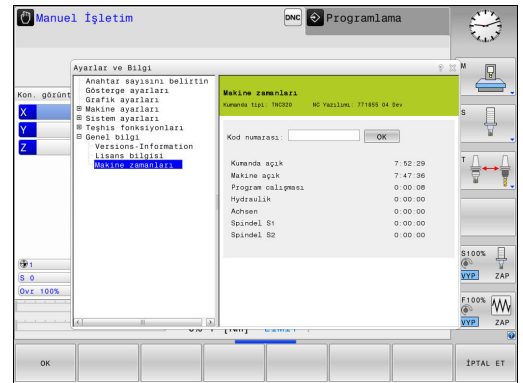 Manuel İşletim
DNC
Programlama
Ayarlar ve Bilgi
Kon. görünt
X
Y
Z
1
S 0
Ovr 100%
Anahtar sayısını belirtin
Gösterge ayarları
Grafik ayarları
Makine ayarları
Sistem ayarları
Teşhis fonksiyonları
Genel bilgi
Versions-Information
Lisans bilgisi
Makine zamanları
Makine zamanları
Kumanda tipi: TNC320 NC Yazılımı: 771855 04 Dev
Kod numarası:
OK
Kumanda açık 7:52:29
Makine açık 7:47:36
Program calışması 0:00:08
Hydraulik 0:00:00
Achsen 0:00:00
Spindel S1 0:00:00
Spindel S2 0:00:00
M
S
T
S100%
VYP ZAP
F100%
VYP ZAP
OK
İPTAL ET